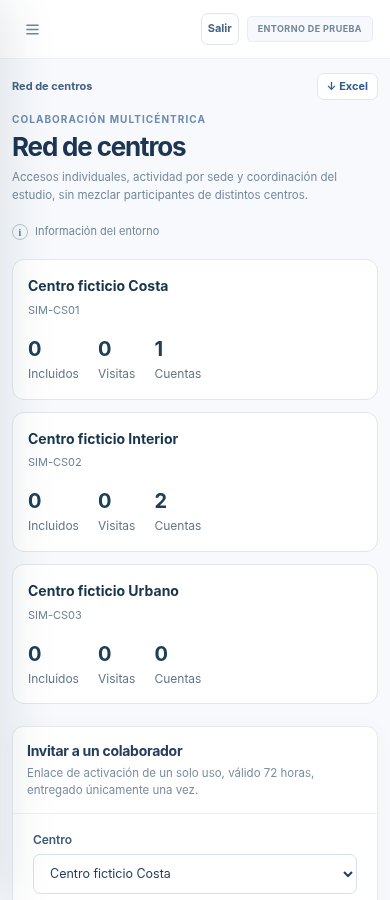 Salir
ENTORNO DE PRUEBA
Red de centros
↓ Excel
COLABORACIÓN MULTICÉNTRICA
Red de centros
Accesos individuales, actividad por sede y coordinación del
estudio, sin mezclar participantes de distintos centros.
i Información del entorno
Centro ficticio Costa
SIM-CS01
0 0 1
Incluidos Visitas Cuentas
Centro ficticio Interior
SIM-CS02
0 0 2
Incluidos Visitas Cuentas
Centro ficticio Urbano
SIM-CS03
0 0 0
Incluidos Visitas Cuentas
Invitar a un colaborador
Enlace de activación de un solo uso, válido 72 horas,
entregado únicamente una vez.
Centro
Centro ficticio Costa